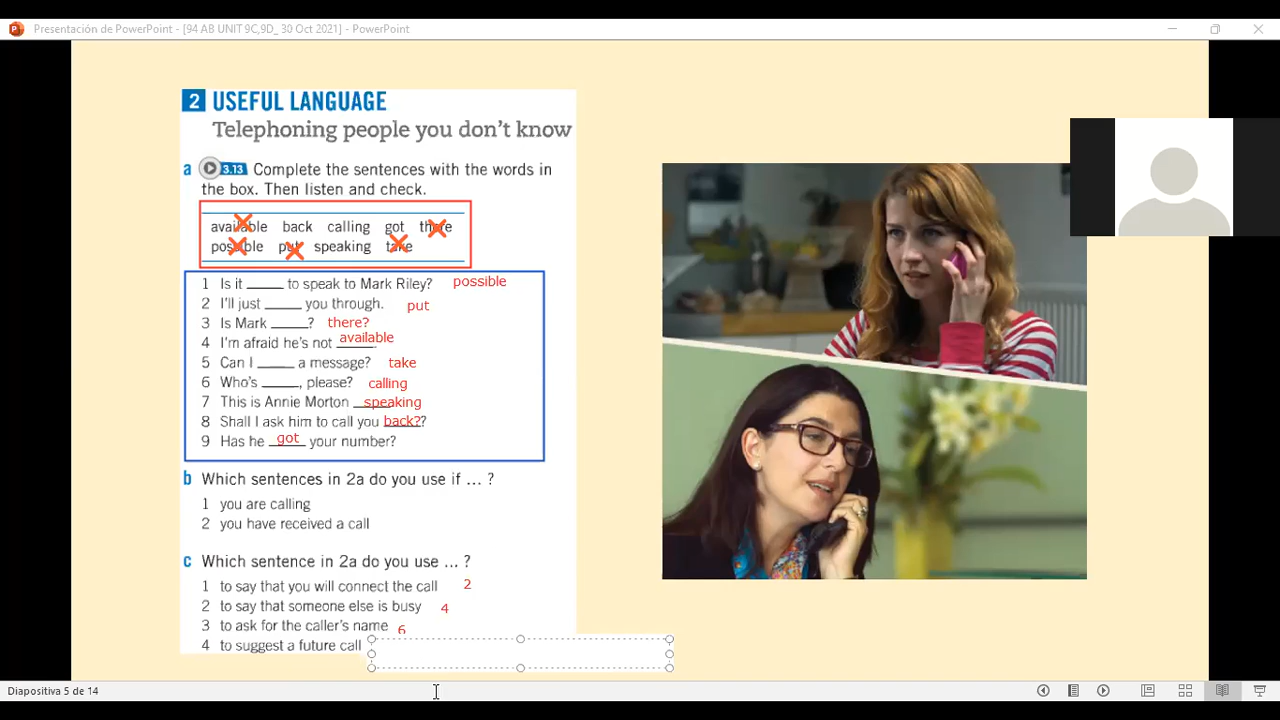 Presentación de PowerPoint - [94 AB UNIT 9C,9D_ 30 Oct 2021] - PowerPoint
2 USEFUL LANGUAGE
Telephoning people you don't know
a 3.13 Complete the sentences with the words in
the box. Then listen and check.
available back calling got there
possible put speaking take
1 Is it ____ to speak to Mark Riley? possible
2 I'll just ____ you through. put
3 Is Mark ____? there?
4 I'm afraid he's not ____. available
5 Can I ____ a message? take
6 Who's ____, please? calling
7 This is Annie Morton speaking
8 Shall I ask him to call you back??
9 Has he got your number?
b Which sentences in 2a do you use if ... ?
1 you are calling
2 you have received a call
c Which sentence in 2a do you use ... ?
1 to say that you will connect the call 2
2 to say that someone else is busy 4
3 to ask for the caller's name 6
4 to suggest a future call
Diapositiva 5 de 14